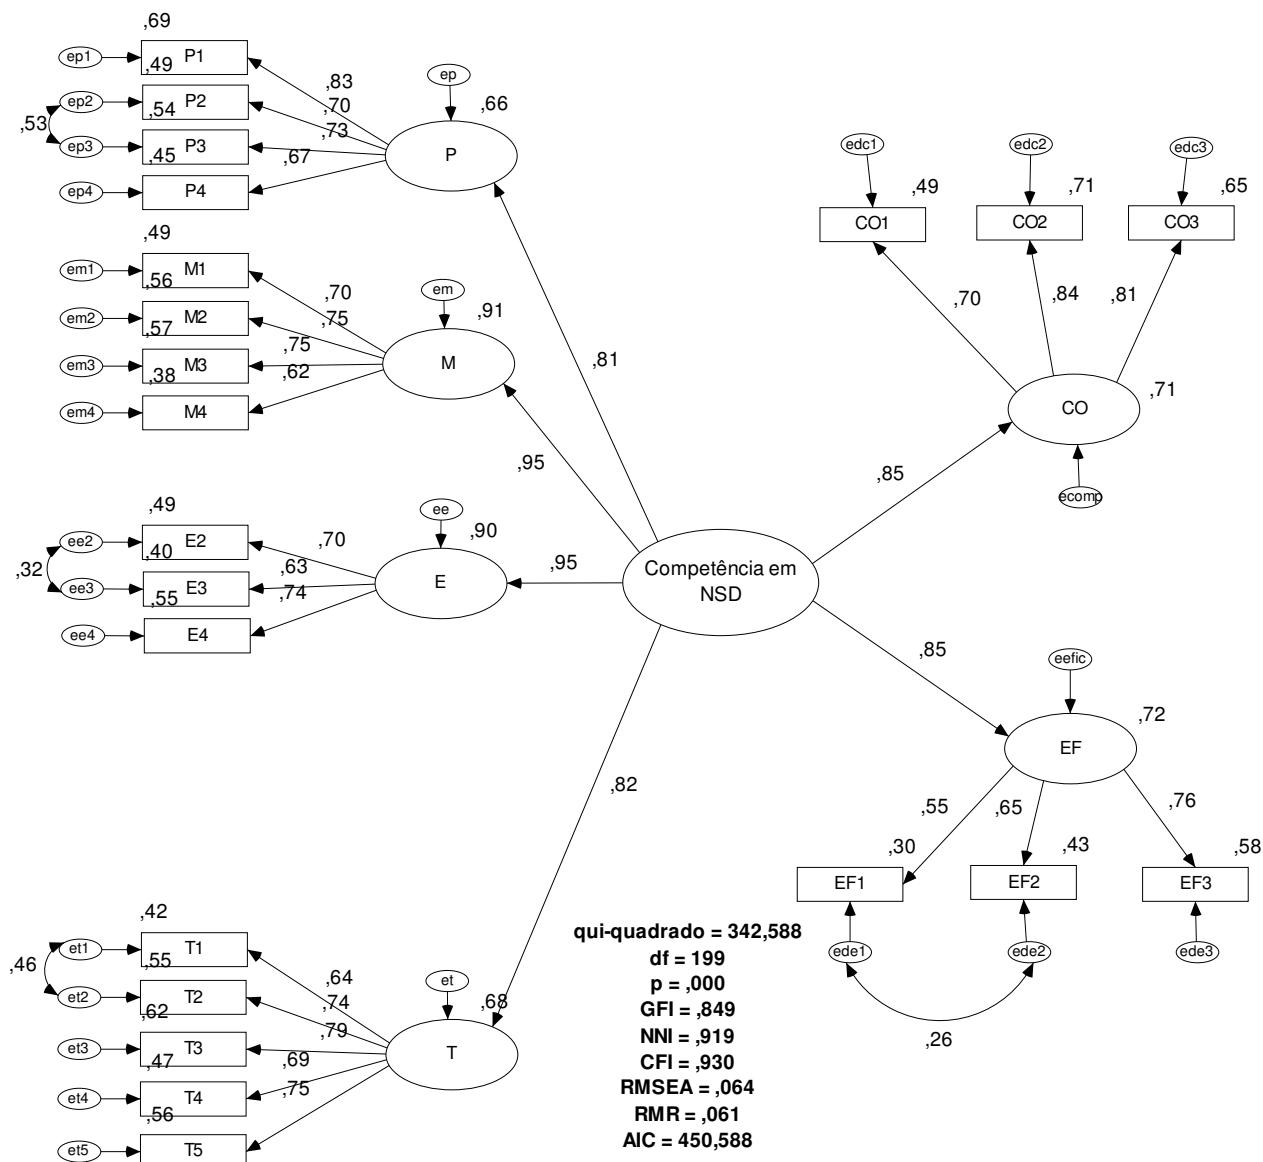 ,69
ep1
P1
,49
ep2
P2
,54
ep3
P3
,45
ep4
P4
,53
,83
,70
,73
,67
ep
,66
P
,49
em1
M1
,56
em2
M2
,57
em3
M3
,38
em4
M4
,70
,75
,75
,62
em
,91
M
,49
ee2
E2
,40
ee3
E3
,55
ee4
E4
,32
,70
,63
,74
ee
,90
E
,42
et1
T1
,55
et2
T2
,62
et3
T3
,47
et4
T4
,56
et5
T5
,46
,64
,74
,79
,69
,75
et
,68
T
,81
,95
,95
,82
,85
,85
Competência em
NSD
edc1
edc2
edc3
,49
,71
,65
CO1
CO2
CO3
,70
,84
,81
CO
,71
ecomp
eefic
,72
EF
,55
,65
,76
,30
,43
,58
EF1
EF2
EF3
ede1
ede2
ede3
,26
qui-quadrado = 342,588
df = 199
p = ,000
GFI = ,849
NNI = ,919
CFI = ,930
RMSEA = ,064
RMR = ,061
AIC = 450,588